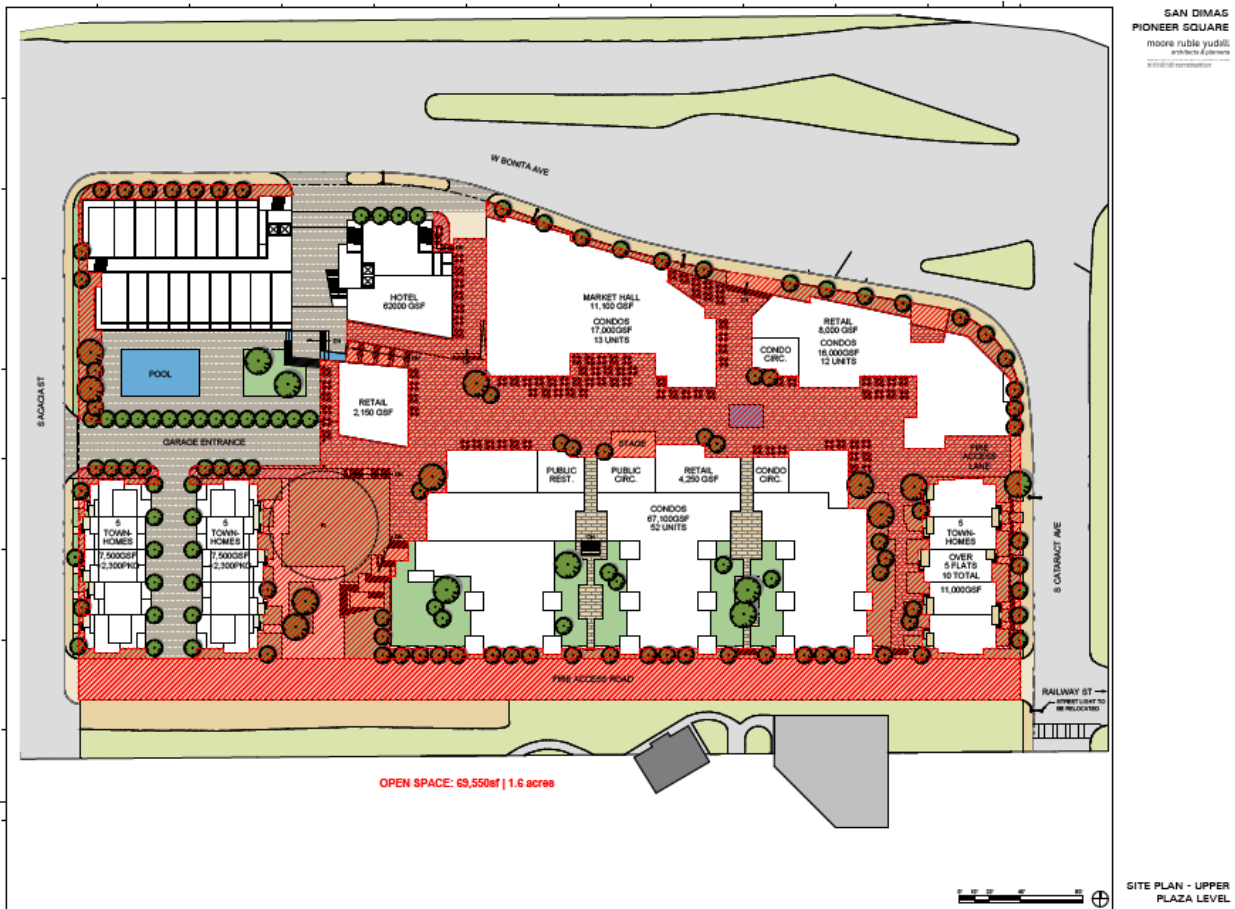 SAN DIMAS
PIONEER SQUARE
moore ruble yudell
architects & planners
W BONITA AVE
HOTEL
62000 GSF
MARKET HALL
11,100 GSF
CONDOS
17,000GSF
13 UNITS
RETAIL
8,000 GSF
CONDOS
16,000GSF
12 UNITS
CONDO
CIRC.
POOL
RETAIL
2,150 GSF
S ACACIA ST
GARAGE ENTRANCE
STAGE
FIRE
ACCESS
LANE
PUBLIC
REST.
PUBLIC
CIRC.
RETAIL
4,250 GSF
CONDO
CIRC.
CONDOS
67,100GSF
52 UNITS
5
TOWN-
HOMES
7,500GSF
+2,300PKG
5
TOWN-
HOMES
7,500GSF
+2,300PKG
5
TOWN-
HOMES
OVER
5 FLATS
10 TOTAL
11,000GSF
S CATARACT AVE
FIRE ACCESS ROAD
RAILWAY ST
STREET LIGHT TO
BE RELOCATED
OPEN SPACE: 69,550sf | 1.6 acres
SITE PLAN - UPPER
PLAZA LEVEL